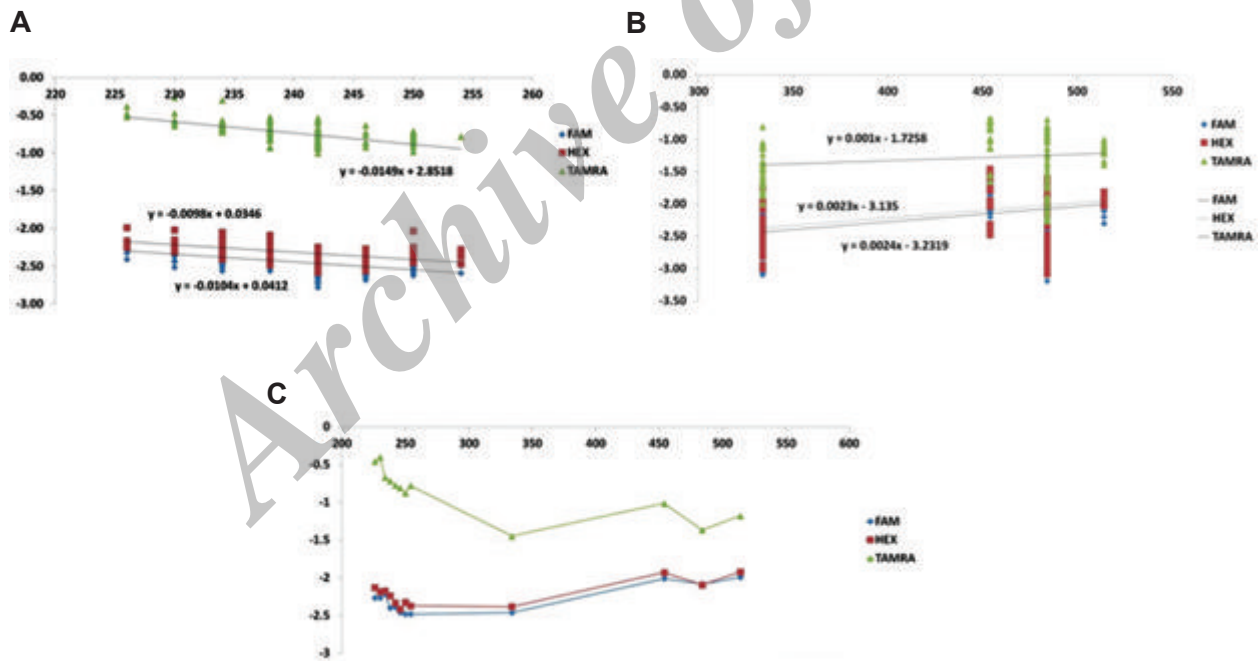 A
0.00
220 225 230 235 240 245 250 255 260
-0.50
-1.00
-1.50
-2.00
-2.50
-3.00
y = -0.0149x + 2.8518
y = -0.0098x + 0.0346
y = -0.0104x + 0.0412
FAM
HEX
TAMRA
B
0.00
300 350 400 450 500 550
-0.50
-1.00
-1.50
-2.00
-2.50
-3.00
-3.50
y = 0.001x - 1.7258
y = 0.0023x - 3.135
y = 0.0024x - 3.2319
FAM
HEX
TAMRA
FAM
HEX
TAMRA
C
0
200 250 300 350 400 450 500 550 600
-0.5
-1
-1.5
-2
-2.5
-3
FAM
HEX
TAMRA
Archive of